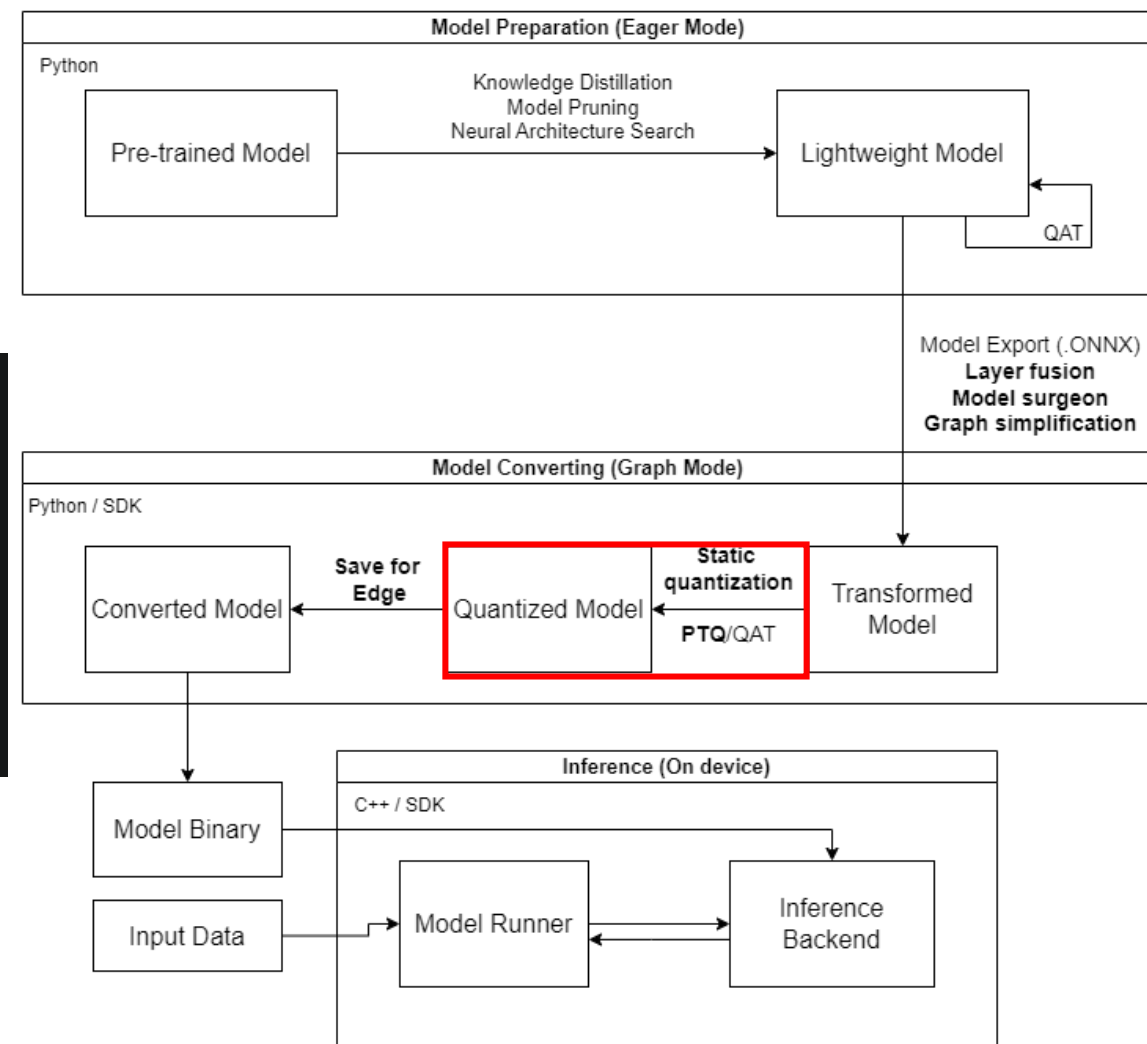 Model Preparation (Eager Mode)
Python
Pre-trained Model
Knowledge Distillation
Model Pruning
Neural Architecture Search
Lightweight Model
QAT
Model Export (.ONNX)
Layer fusion
Model surgeon
Graph simplification
Model Converting (Graph Mode)
Python / SDK
Converted Model
Save for
Edge
Quantized Model
Static
quantization
PTQ/QAT
Transformed
Model
Model Binary
Input Data
Inference (On device)
C++ / SDK
Model Runner
Inference
Backend